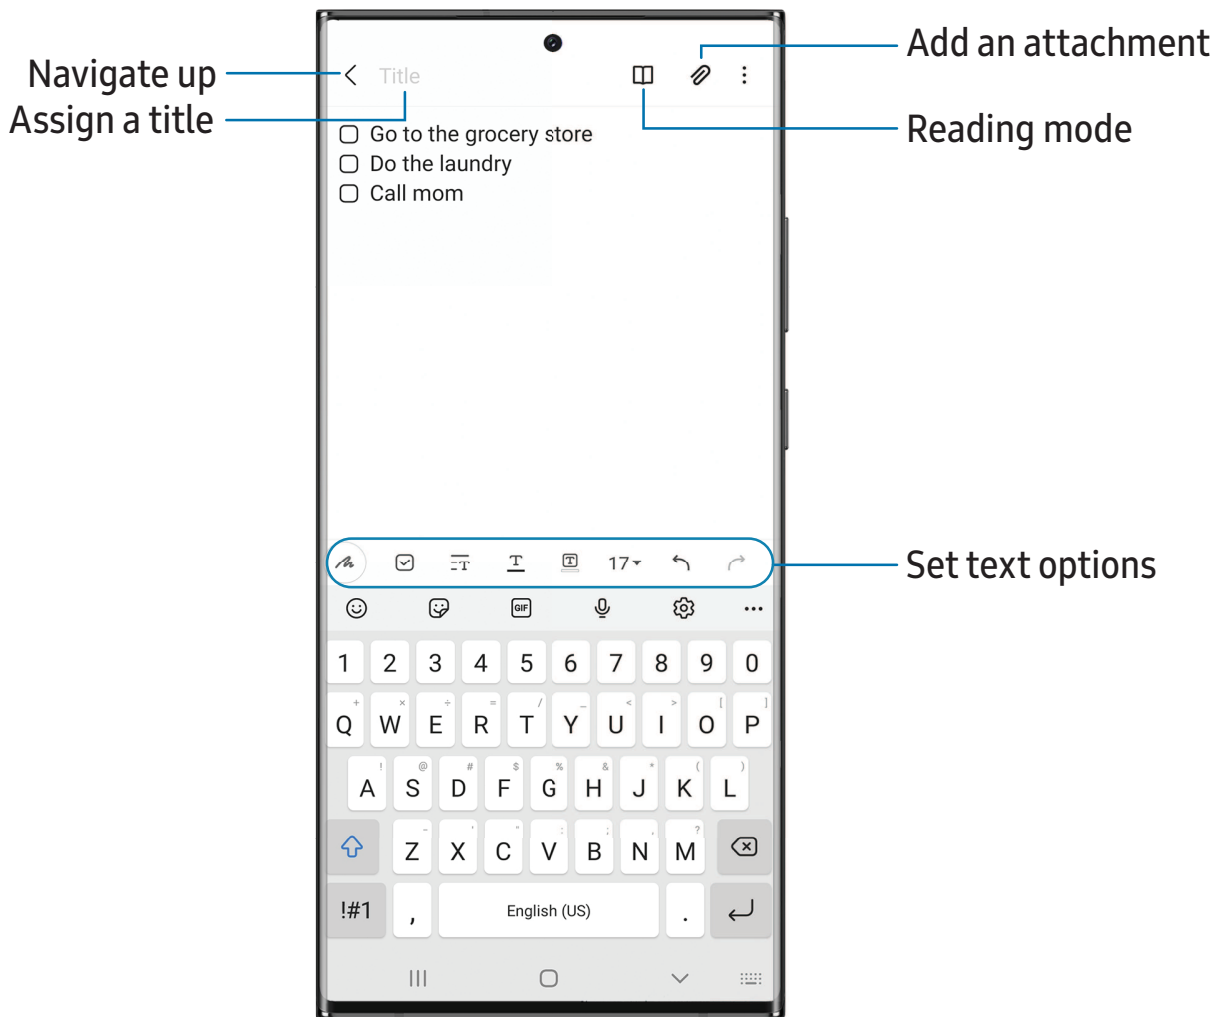 Add an attachment
Navigate up
Title
Assign a title
Reading mode
Go to the grocery store
Do the laundry
Call mom
T
T
T
17
Set text options
GIF
1 2 3 4 5 6 7 8 9 0
+ × ÷ = / _ < > [ ]
Q W E R T Y U I O P
! @ # $ % & * ( )
A S D F G H J K L
- ' " : ; , ?
Z X C V B N M
!#1 , English (US) .